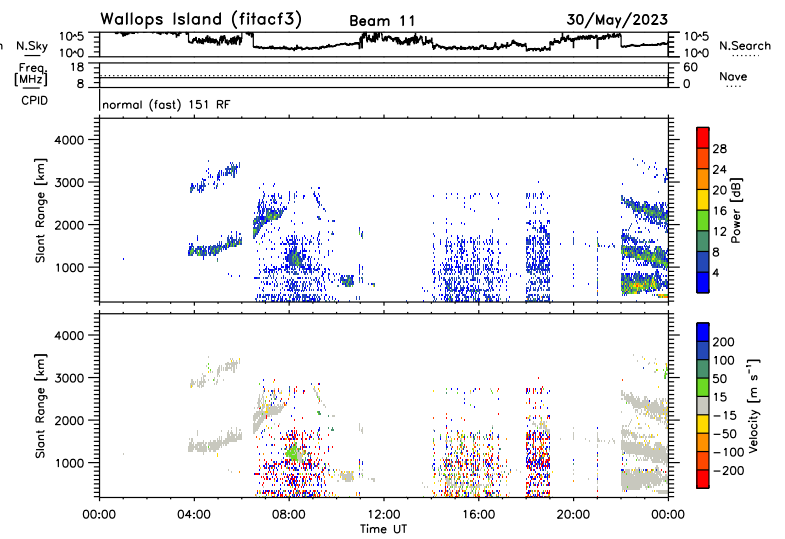 Wallops Island (fitacf3) Beam 11 30/May/2023
n N.Sky 10^5 10^0 10^5 10^0 N.Search
Freq. [MHz] 18 8 60 0 Nave
CPID normal (fast) 151 RF
Slant Range [km] 4000 3000 2000 1000
28 24 20 16 12 8 4 Power [dB]
Slant Range [km] 4000 3000 2000 1000
200 100 50 15 -15 -50 -100 -200 Velocity [m s⁻¹]
00:00 04:00 08:00 12:00 16:00 20:00 00:00
Time UT